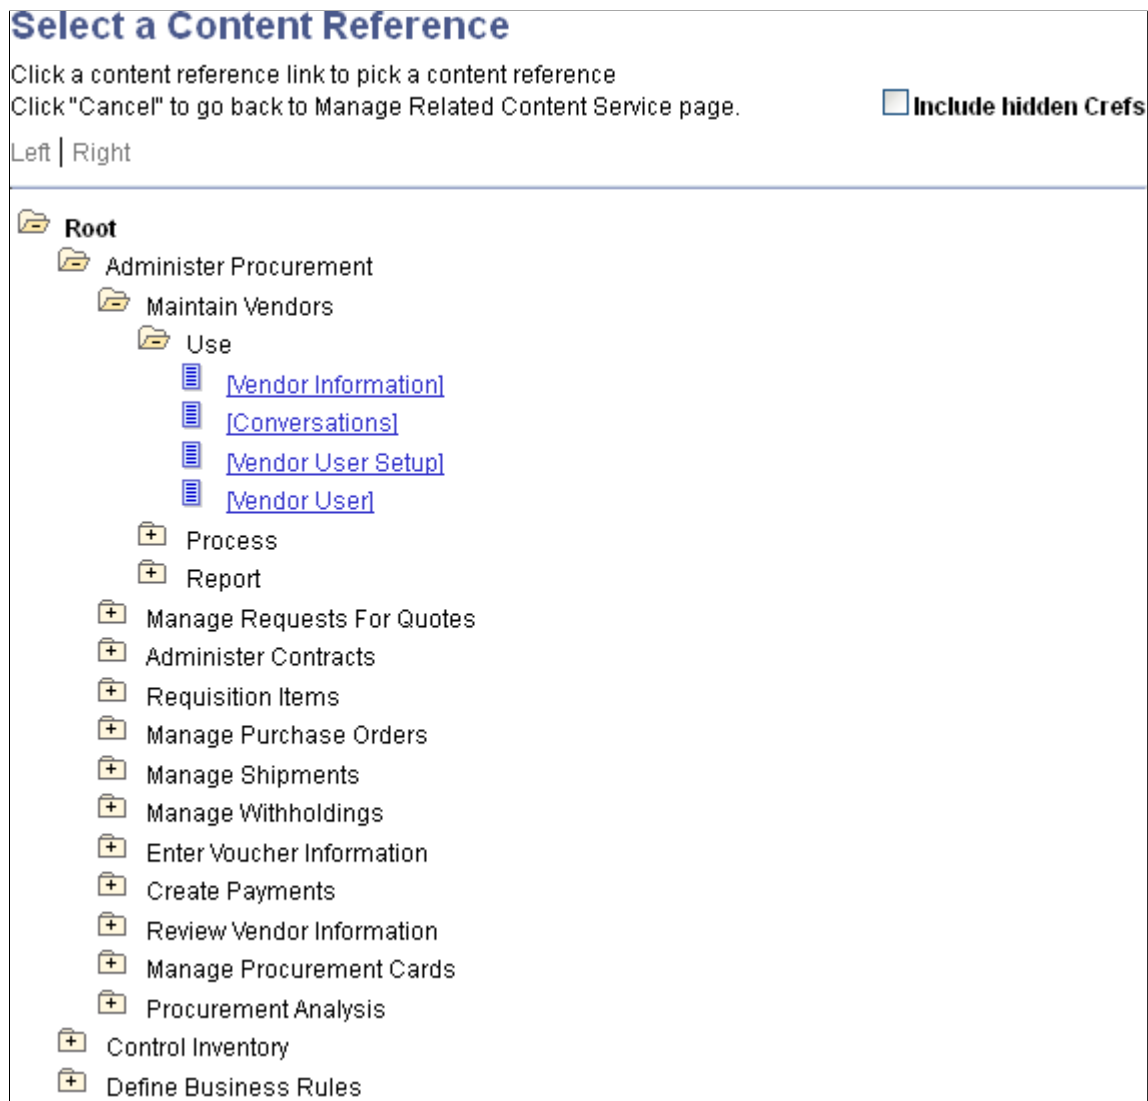 Select a Content Reference
Click a content reference link to pick a content reference
Click "Cancel" to go back to Manage Related Content Service page.
Include hidden Crefs
Left | Right
Root
Administer Procurement
Maintain Vendors
Use
[Vendor Information]
[Conversations]
[Vendor User Setup]
[Vendor User]
Process
Report
Manage Requests For Quotes
Administer Contracts
Requisition Items
Manage Purchase Orders
Manage Shipments
Manage Withholdings
Enter Voucher Information
Create Payments
Review Vendor Information
Manage Procurement Cards
Procurement Analysis
Control Inventory
Define Business Rules